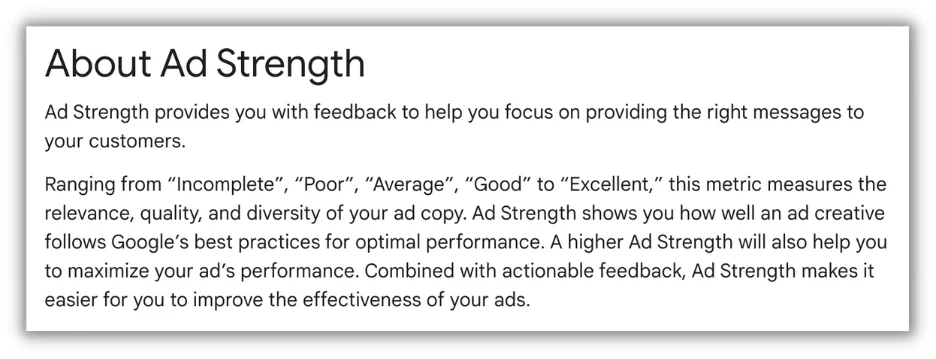 About Ad Strength
Ad Strength provides you with feedback to help you focus on providing the right messages to
your customers.
Ranging from “Incomplete”, “Poor”, “Average”, “Good” to “Excellent,” this metric measures the
relevance, quality, and diversity of your ad copy. Ad Strength shows you how well an ad creative
follows Google’s best practices for optimal performance. A higher Ad Strength will also help you
to maximize your ad’s performance. Combined with actionable feedback, Ad Strength makes it
easier for you to improve the effectiveness of your ads.